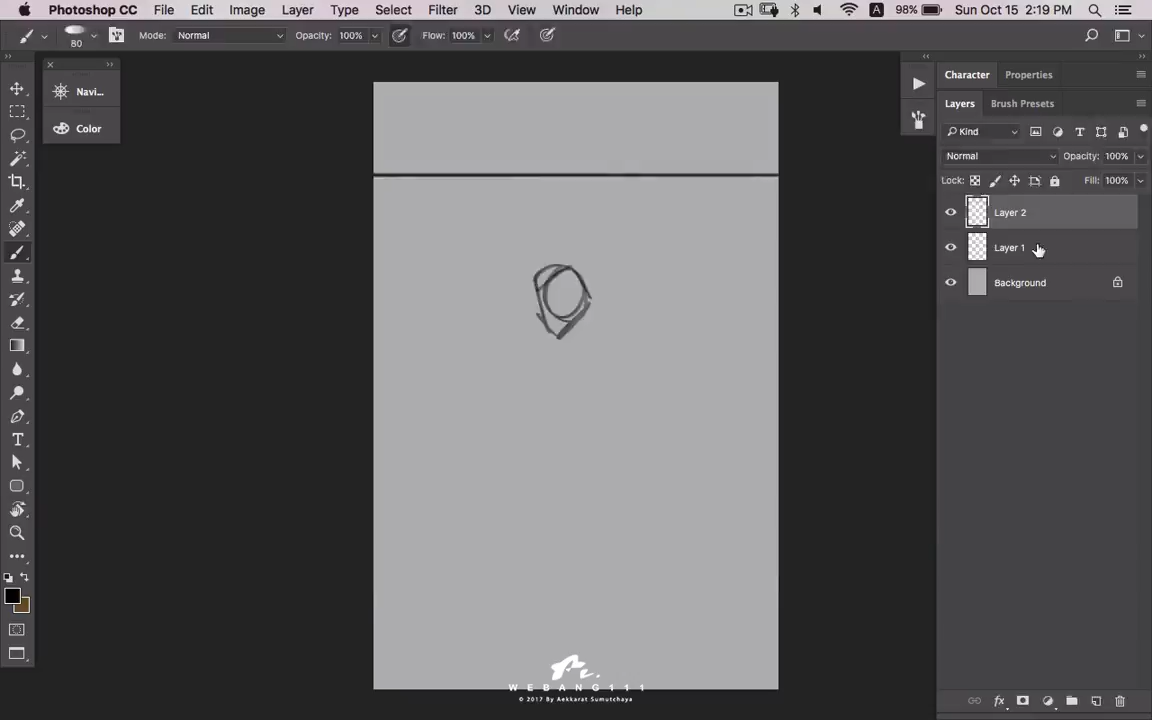 Photoshop CC File Edit Image Layer Type Select Filter 3D View Window Help A 98% Sun Oct 15 2:19 PM
80 Mode: Normal Opacity: 100% Flow: 100%
Navi...
Color
Character Properties
Layers Brush Presets
Kind
Normal Opacity: 100%
Lock: Fill: 100%
Layer 2
Layer 1
Background
fx
WEBANG111
© 2017 By Aekkarat Sumutchaya